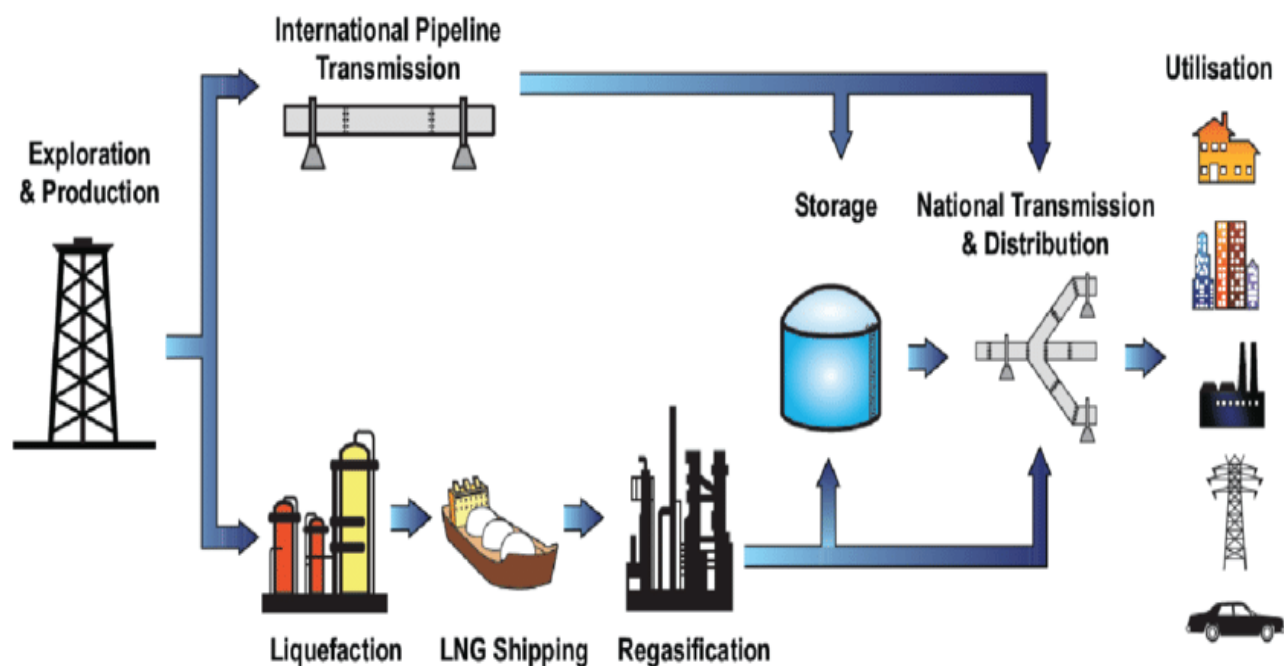 International Pipeline
Transmission
Utilisation
Exploration
& Production
Storage
National Transmission
& Distribution
Liquefaction
LNG Shipping
Regasification